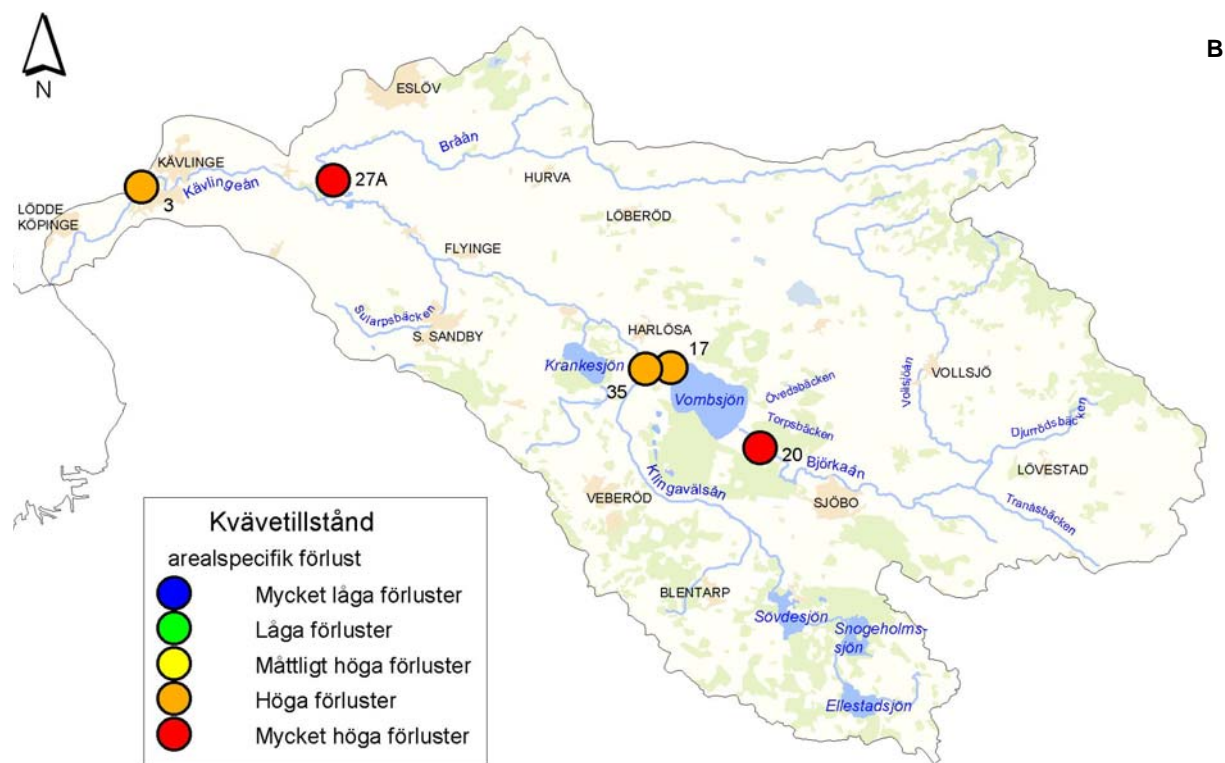 B
N
ESLÖV
Bråån
KÄVLINGE
Kävlingeån
27A
3
HURVA
LÖDDE
KÖPINGE
LÖBERÖD
FLYINGE
Sularpsbäcken
S. SANDBY
HARLÖSA
17
Krankesjön
35
Vombsjön
Övedsbäcken
Torpsbäcken
Vollsjöån
VOLLSJÖ
Djurrödsbäcken
20
Björkaån
LÖVESTAD
Klingavälsån
VEBERÖD
SJÖBO
Tranåsbäcken
BLENTARP
Sövdesjön
Snogeholms-
sjön
Ellestadsjön
Kvävetillstånd
arealspecifik förlust
Mycket låga förluster
Låga förluster
Måttligt höga förluster
Höga förluster
Mycket höga förluster